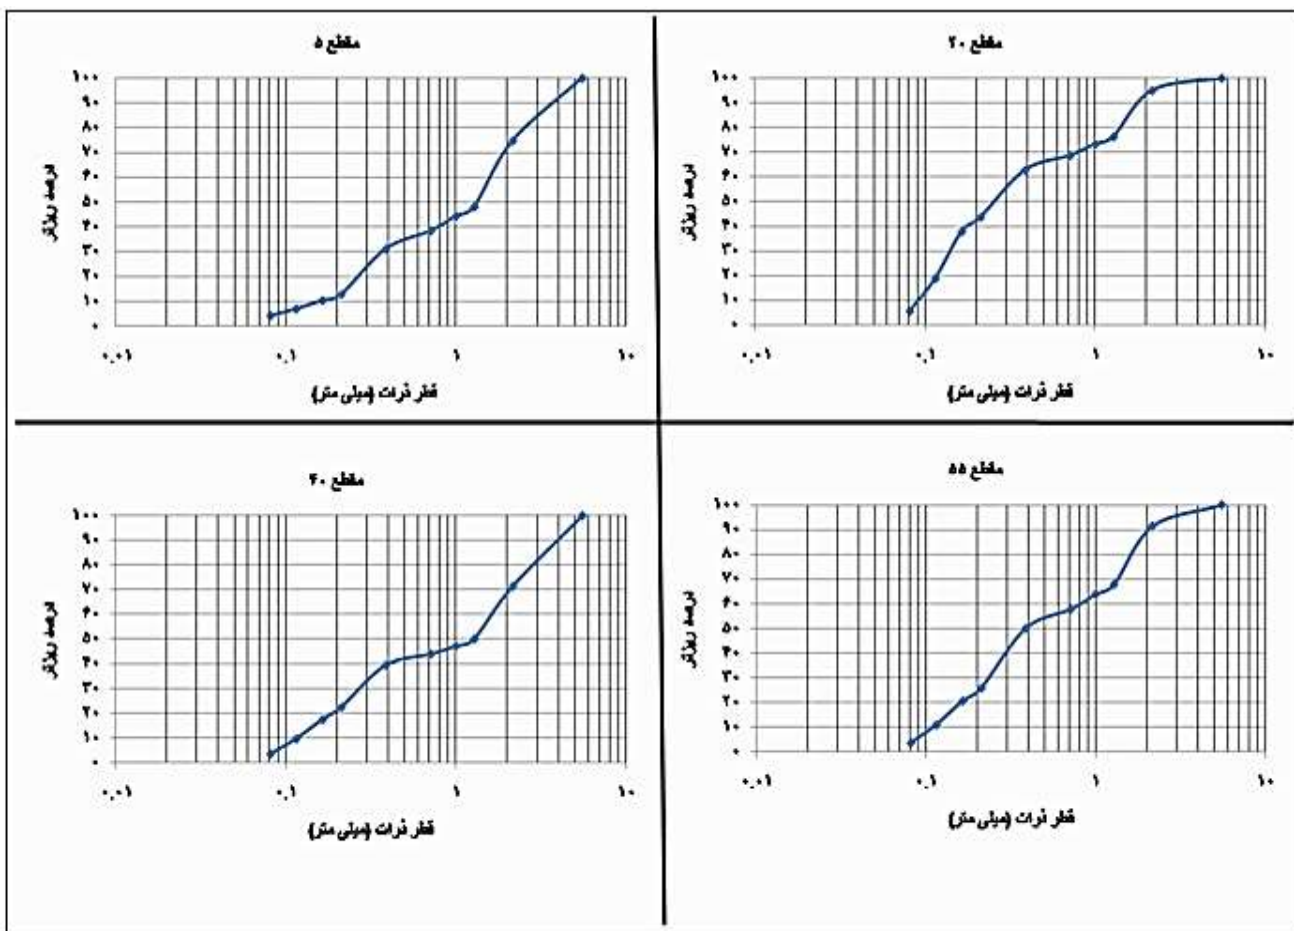 مقطع ۵
۱۰۰
۹۰
۸۰
۷۰
۶۰
۵۰
۴۰
۳۰
۲۰
۱۰
۰
درصد ریزتر
۰.۰۱ ۰.۱ ۱ ۱۰
قطر ذرات (میلی متر)
مقطع ۲۰
۱۰۰
۹۰
۸۰
۷۰
۶۰
۵۰
۴۰
۳۰
۲۰
۱۰
۰
درصد ریزتر
۰.۰۱ ۰.۱ ۱ ۱۰
قطر ذرات (میلی متر)
مقطع ۴۰
۱۰۰
۹۰
۸۰
۷۰
۶۰
۵۰
۴۰
۳۰
۲۰
۱۰
۰
درصد ریزتر
۰.۰۱ ۰.۱ ۱ ۱۰
قطر ذرات (میلی متر)
مقطع ۵۵
۱۰۰
۹۰
۸۰
۷۰
۶۰
۵۰
۴۰
۳۰
۲۰
۱۰
۰
درصد ریزتر
۰.۰۱ ۰.۱ ۱ ۱۰
قطر ذرات (میلی متر)